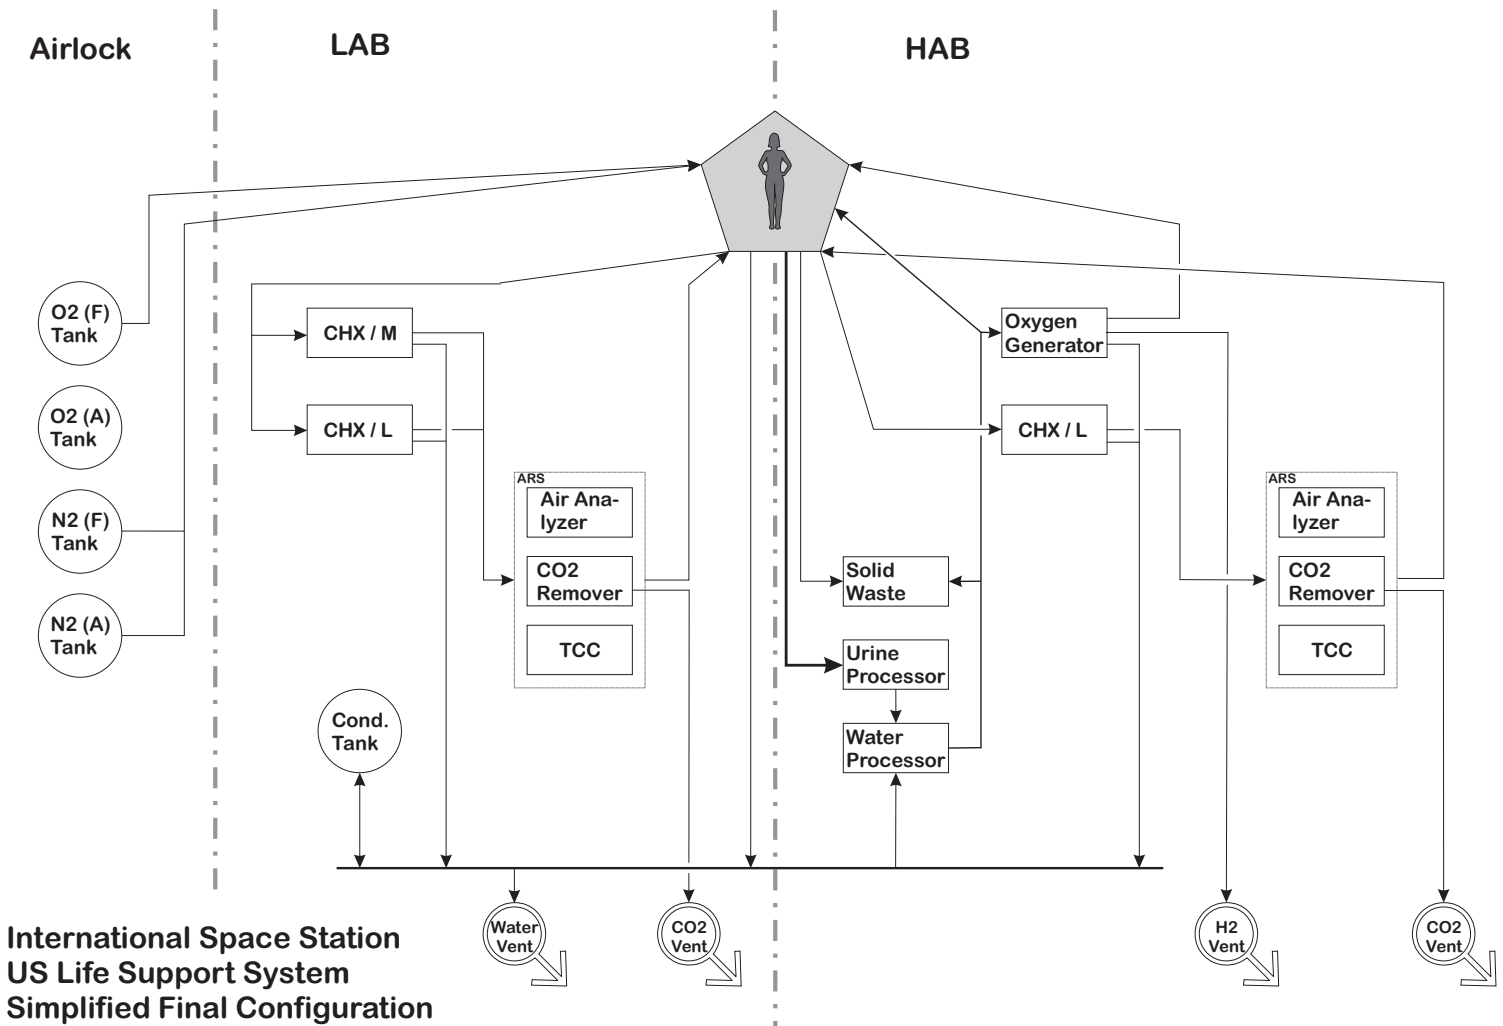 Airlock
LAB
HAB
O2 (F)
Tank
O2 (A)
Tank
N2 (F)
Tank
N2 (A)
Tank
CHX / M
CHX / L
ARS
Air Ana-
lyzer
CO2
Remover
TCC
Cond.
Tank
Oxygen
Generator
CHX / L
Solid
Waste
Urine
Processor
Water
Processor
ARS
Air Ana-
lyzer
CO2
Remover
TCC
Water
Vent
CO2
Vent
H2
Vent
CO2
Vent
International Space Station
US Life Support System
Simplified Final Configuration